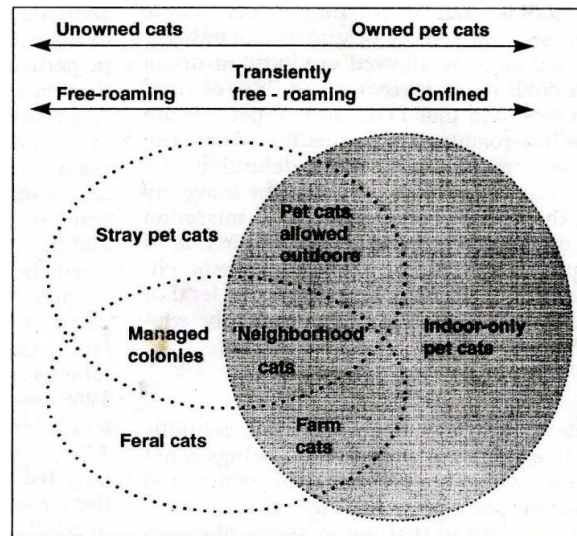 Unowned cats Owned pet cats
Transiently
Free-roaming free - roaming Confined
Stray pet cats
Pet cats
allowed
outdoors
Managed
colonies
Neighborhood
cats
Indoor-only
pet cats
Feral cats
Farm
cats